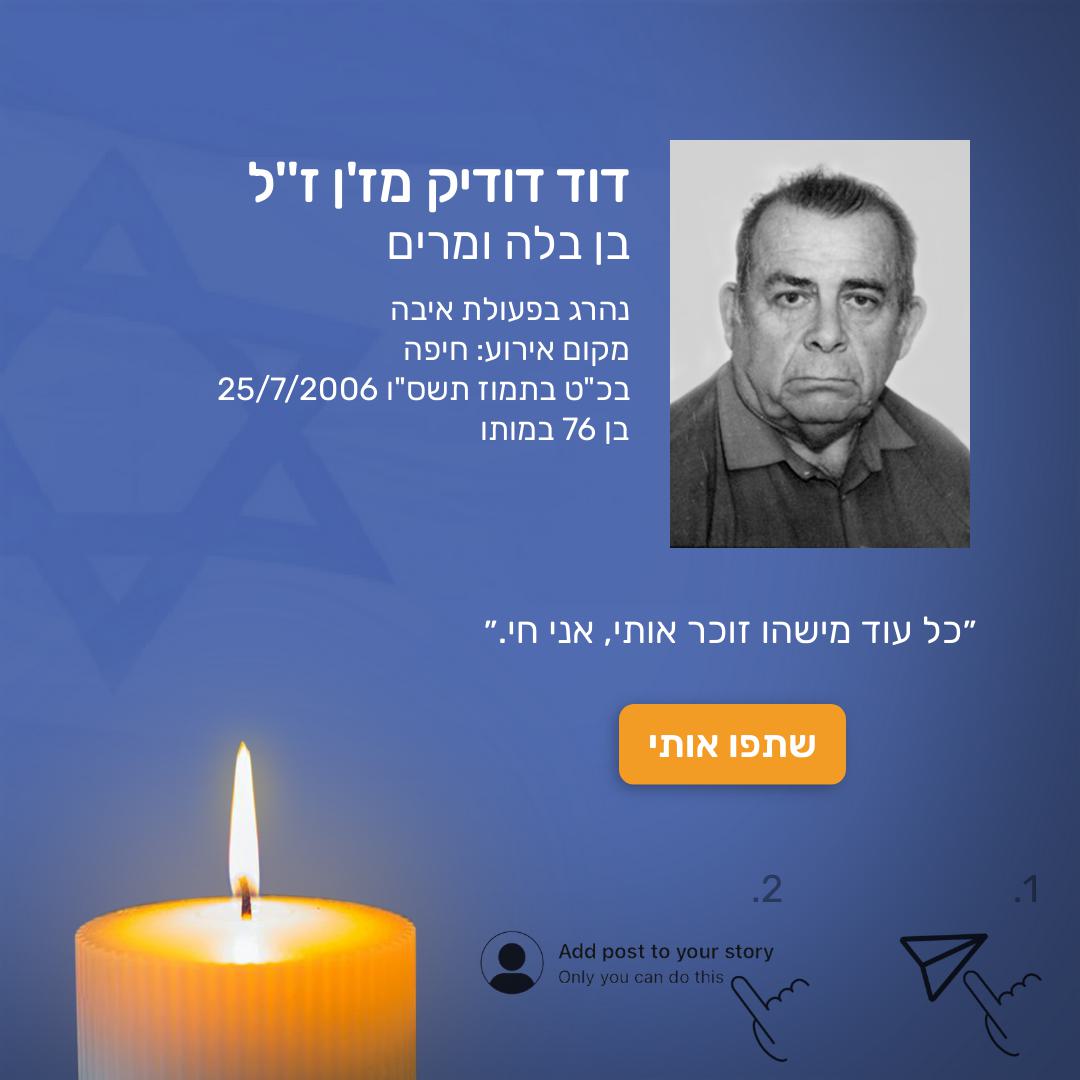 דוד דודיק מז'ן ז"ל
בן בלה ומרים
נהרג בפעולת איבה
מקום אירוע: חיפה
בכ"ט בתמוז תשס"ו 25/7/2006
בן 76 במותו
״כל עוד מישהו זוכר אותי, אני חי.״
שתפו אותי
1.
2.
Add post to your story
Only you can do this